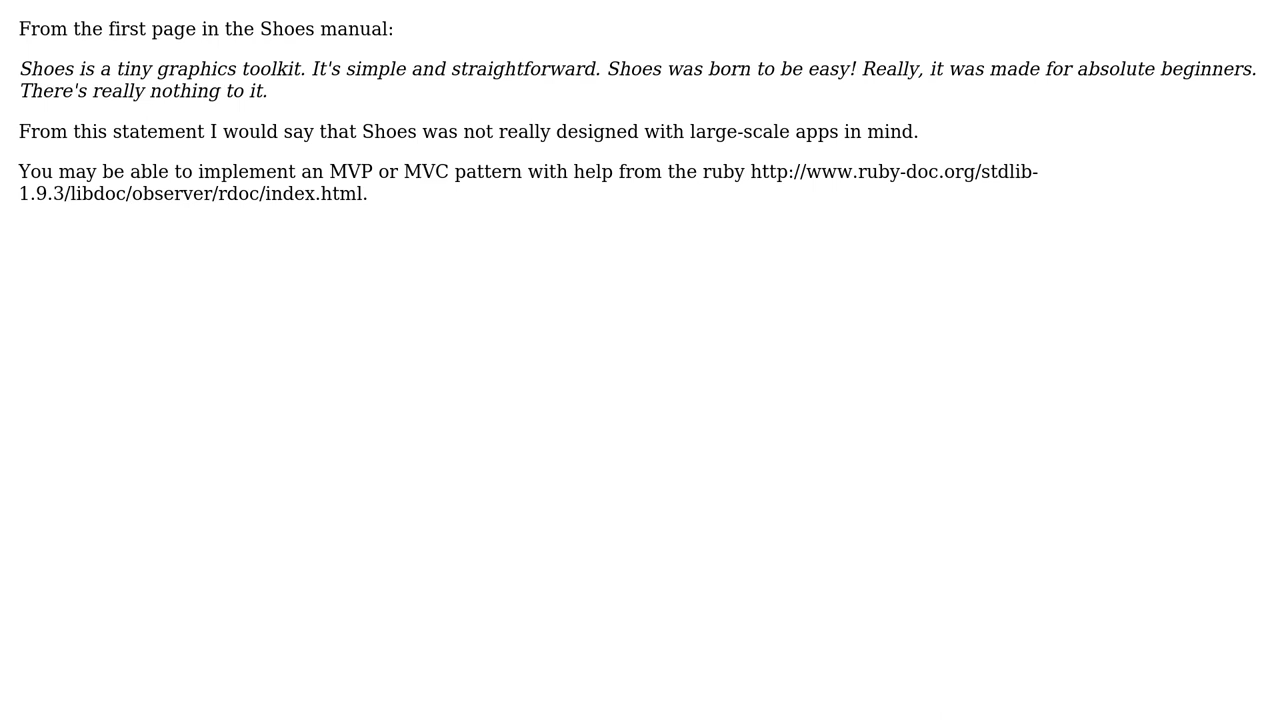 From the first page in the Shoes manual:
Shoes is a tiny graphics toolkit. It's simple and straightforward. Shoes was born to be easy! Really, it was made for absolute beginners.
There's really nothing to it.
From this statement I would say that Shoes was not really designed with large-scale apps in mind.
You may be able to implement an MVP or MVC pattern with help from the ruby http://www.ruby-doc.org/stdlib-
1.9.3/libdoc/observer/rdoc/index.html.